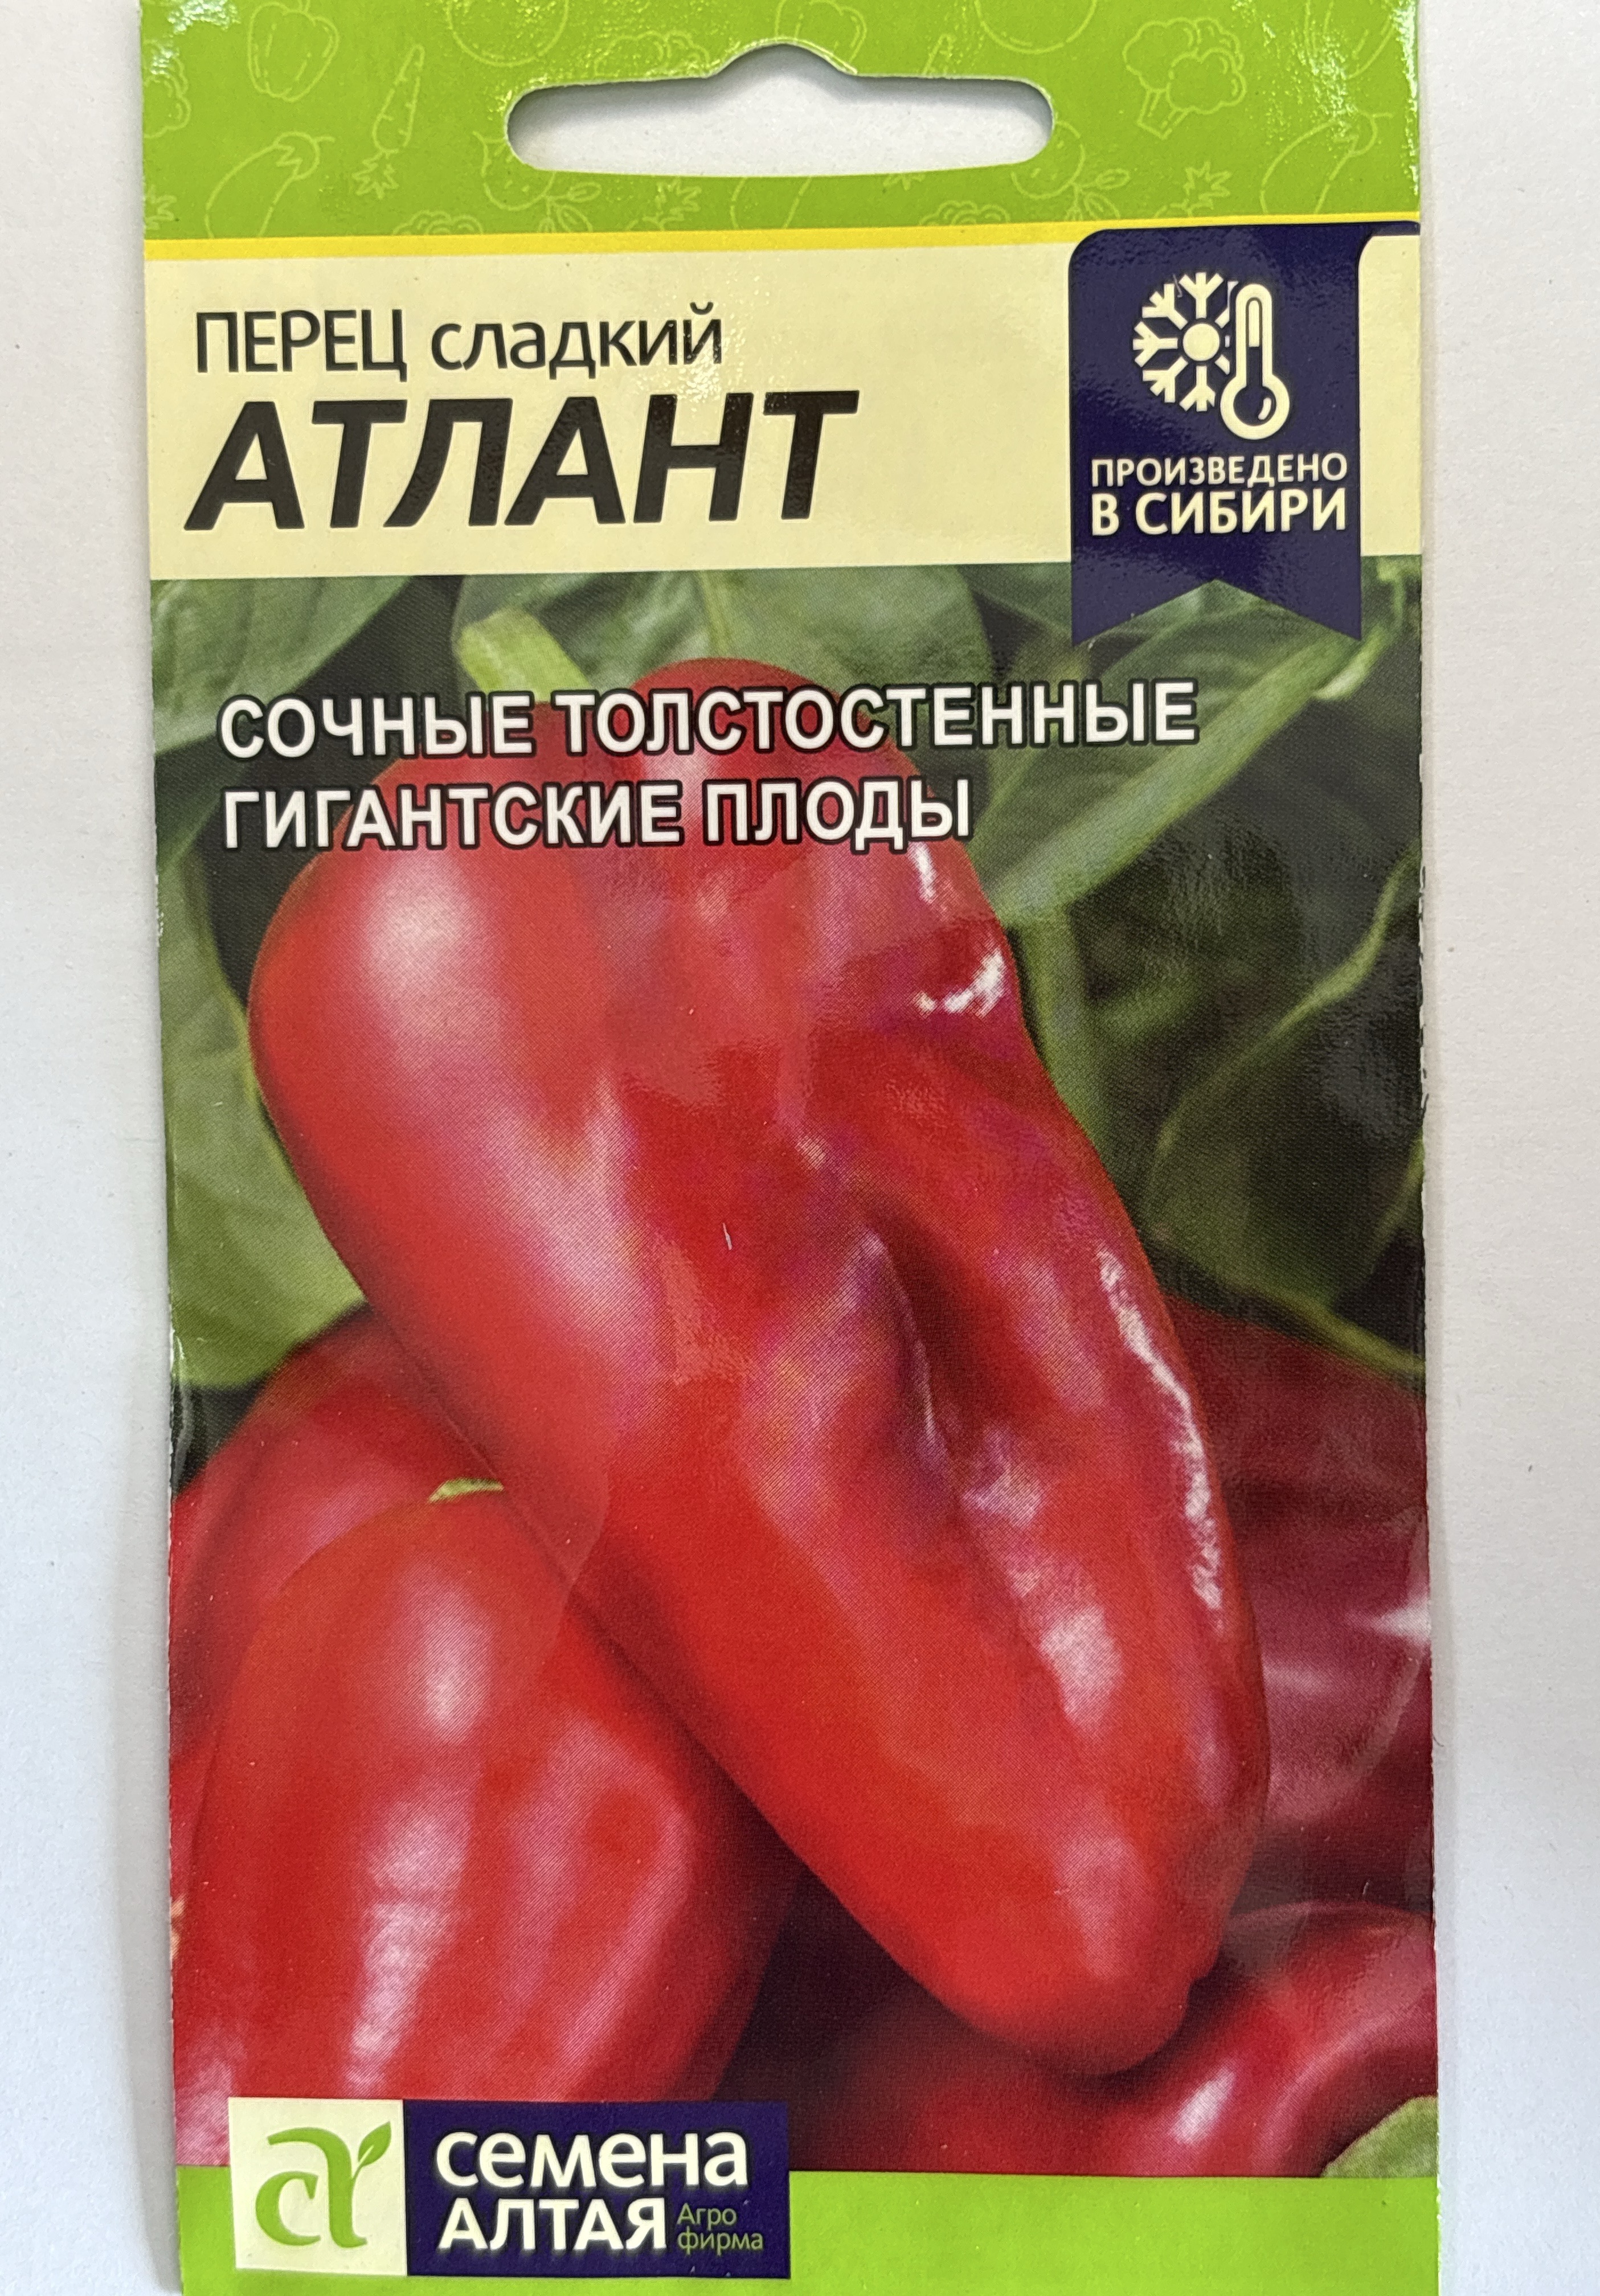 ПЕРЕЦ сладкий
АТЛАНТ
ПРОИЗВЕДЕНО
В СИБИРИ
СОЧНЫЕ ТОЛСТОСТЕННЫЕ
ГИГАНТСКИЕ ПЛОДЫ
семена
АЛТАЯ
Агро
фирма